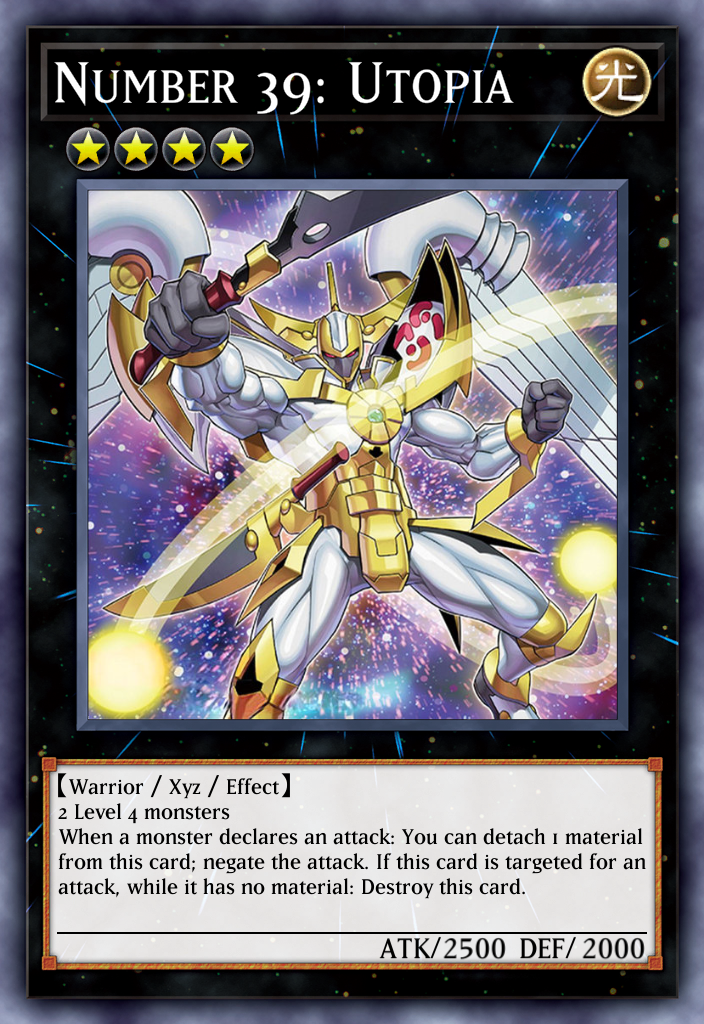 Number 39: Utopia
光
【Warrior / Xyz / Effect】
2 Level 4 monsters
When a monster declares an attack: You can detach 1 material
from this card; negate the attack. If this card is targeted for an
attack, while it has no material: Destroy this card.
ATK/2500 DEF/2000